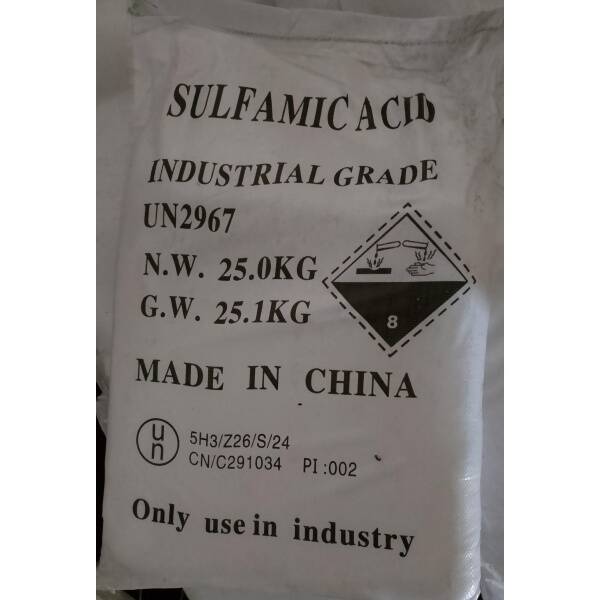 SULFAMIC ACID
INDUSTRIAL GRADE
UN2967
N.W. 25.0KG
G.W. 25.1KG
8
MADE IN CHINA
un
5H3/Z26/S/24
CN/C291034 PI:002
Only use in industry